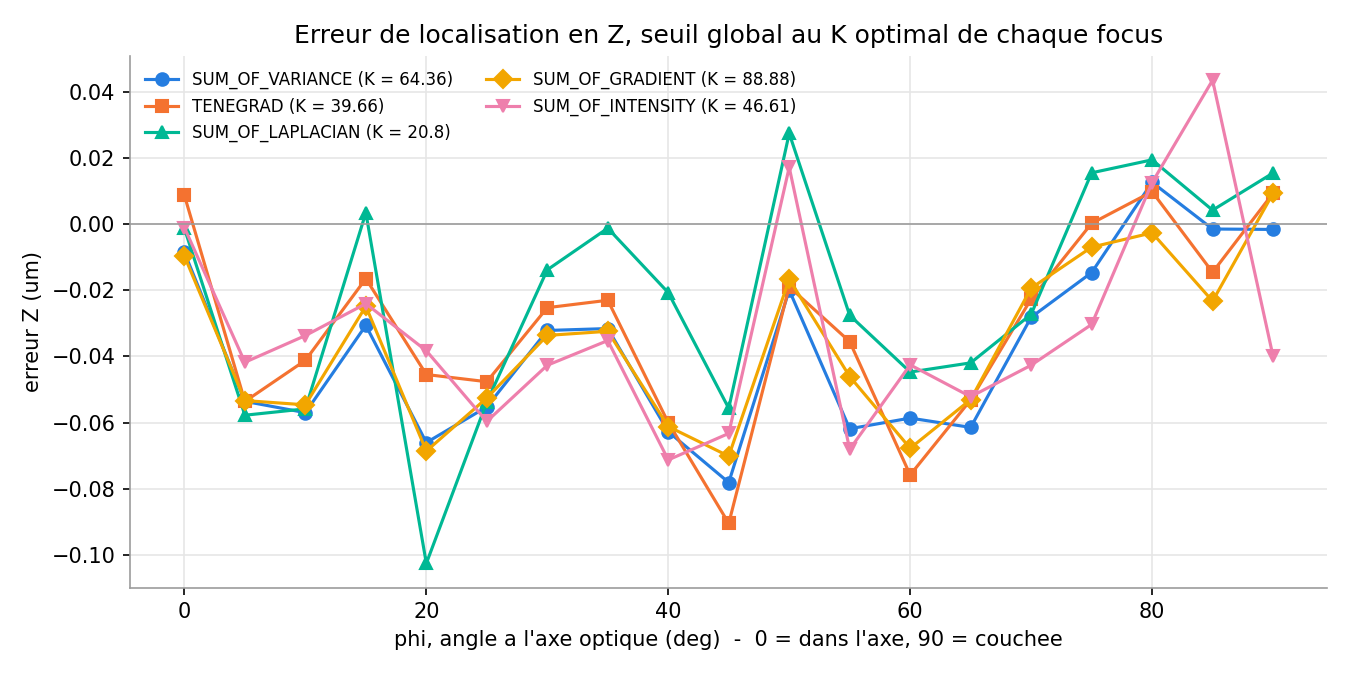 Erreur de localisation en Z, seuil global au K optimal de chaque focus
SUM_OF_VARIANCE (K = 64.36)
TENEGRAD (K = 39.66)
SUM_OF_LAPLACIAN (K = 20.8)
SUM_OF_GRADIENT (K = 88.88)
SUM_OF_INTENSITY (K = 46.61)
erreur Z (um)
0.04
0.02
0.00
−0.02
−0.04
−0.06
−0.08
−0.10
0 20 40 60 80
phi, angle a l'axe optique (deg)  -  0 = dans l'axe, 90 = couchee